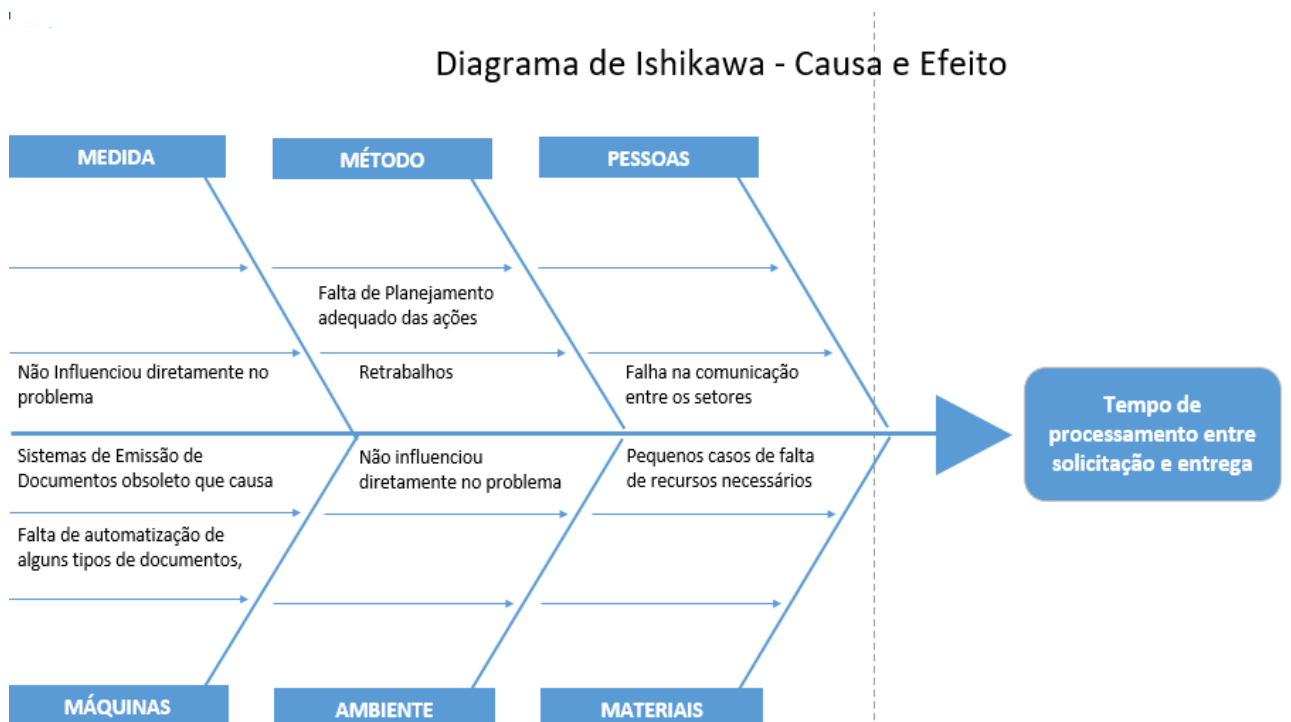 Diagrama de Ishikawa - Causa e Efeito
MEDIDA
MÉTODO
PESSOAS
Falta de Planejamento
adequado das ações
Não Influenciou diretamente no
problema
Retrabalhos
Falha na comunicação
entre os setores
Tempo de
processamento entre
solicitação e entrega
Sistemas de Emissão de
Documentos obsoleto que causa
Não influenciou
diretamente no problema
Pequenos casos de falta
de recursos necessários
Falta de automatização de
alguns tipos de documentos,
MÁQUINAS
AMBIENTE
MATERIAIS